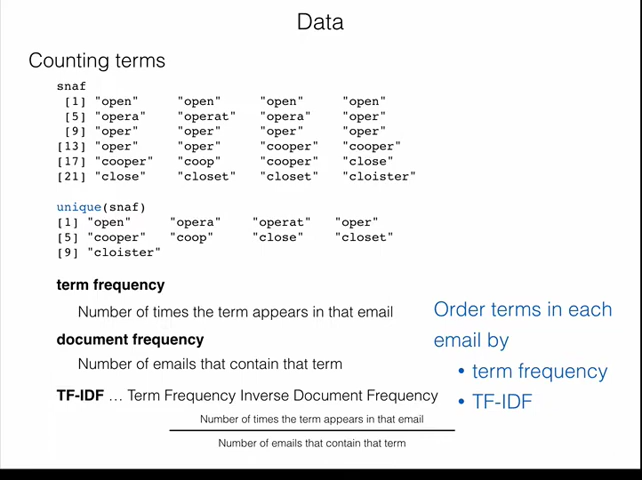 Data
Counting terms
snaf
[1] "open" "open" "open" "open"
[5] "opera" "operat" "opera" "oper"
[9] "oper" "oper" "oper" "oper"
[13] "oper" "oper" "cooper" "cooper"
[17] "cooper" "coop" "cooper" "close"
[21] "close" "closet" "closet" "cloister"
unique(snaf)
[1] "open" "opera" "operat" "oper"
[5] "cooper" "coop" "close" "closet"
[9] "cloister"
term frequency
Number of times the term appears in that email
document frequency
Number of emails that contain that term
TF-IDF … Term Frequency Inverse Document Frequency
Number of times the term appears in that email
Number of emails that contain that term
Order terms in each
email by
• term frequency
• TF-IDF